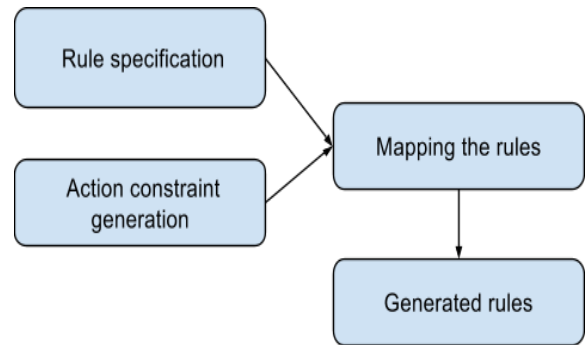 Rule specification
Mapping the rules
Action constraint
generation
Generated rules